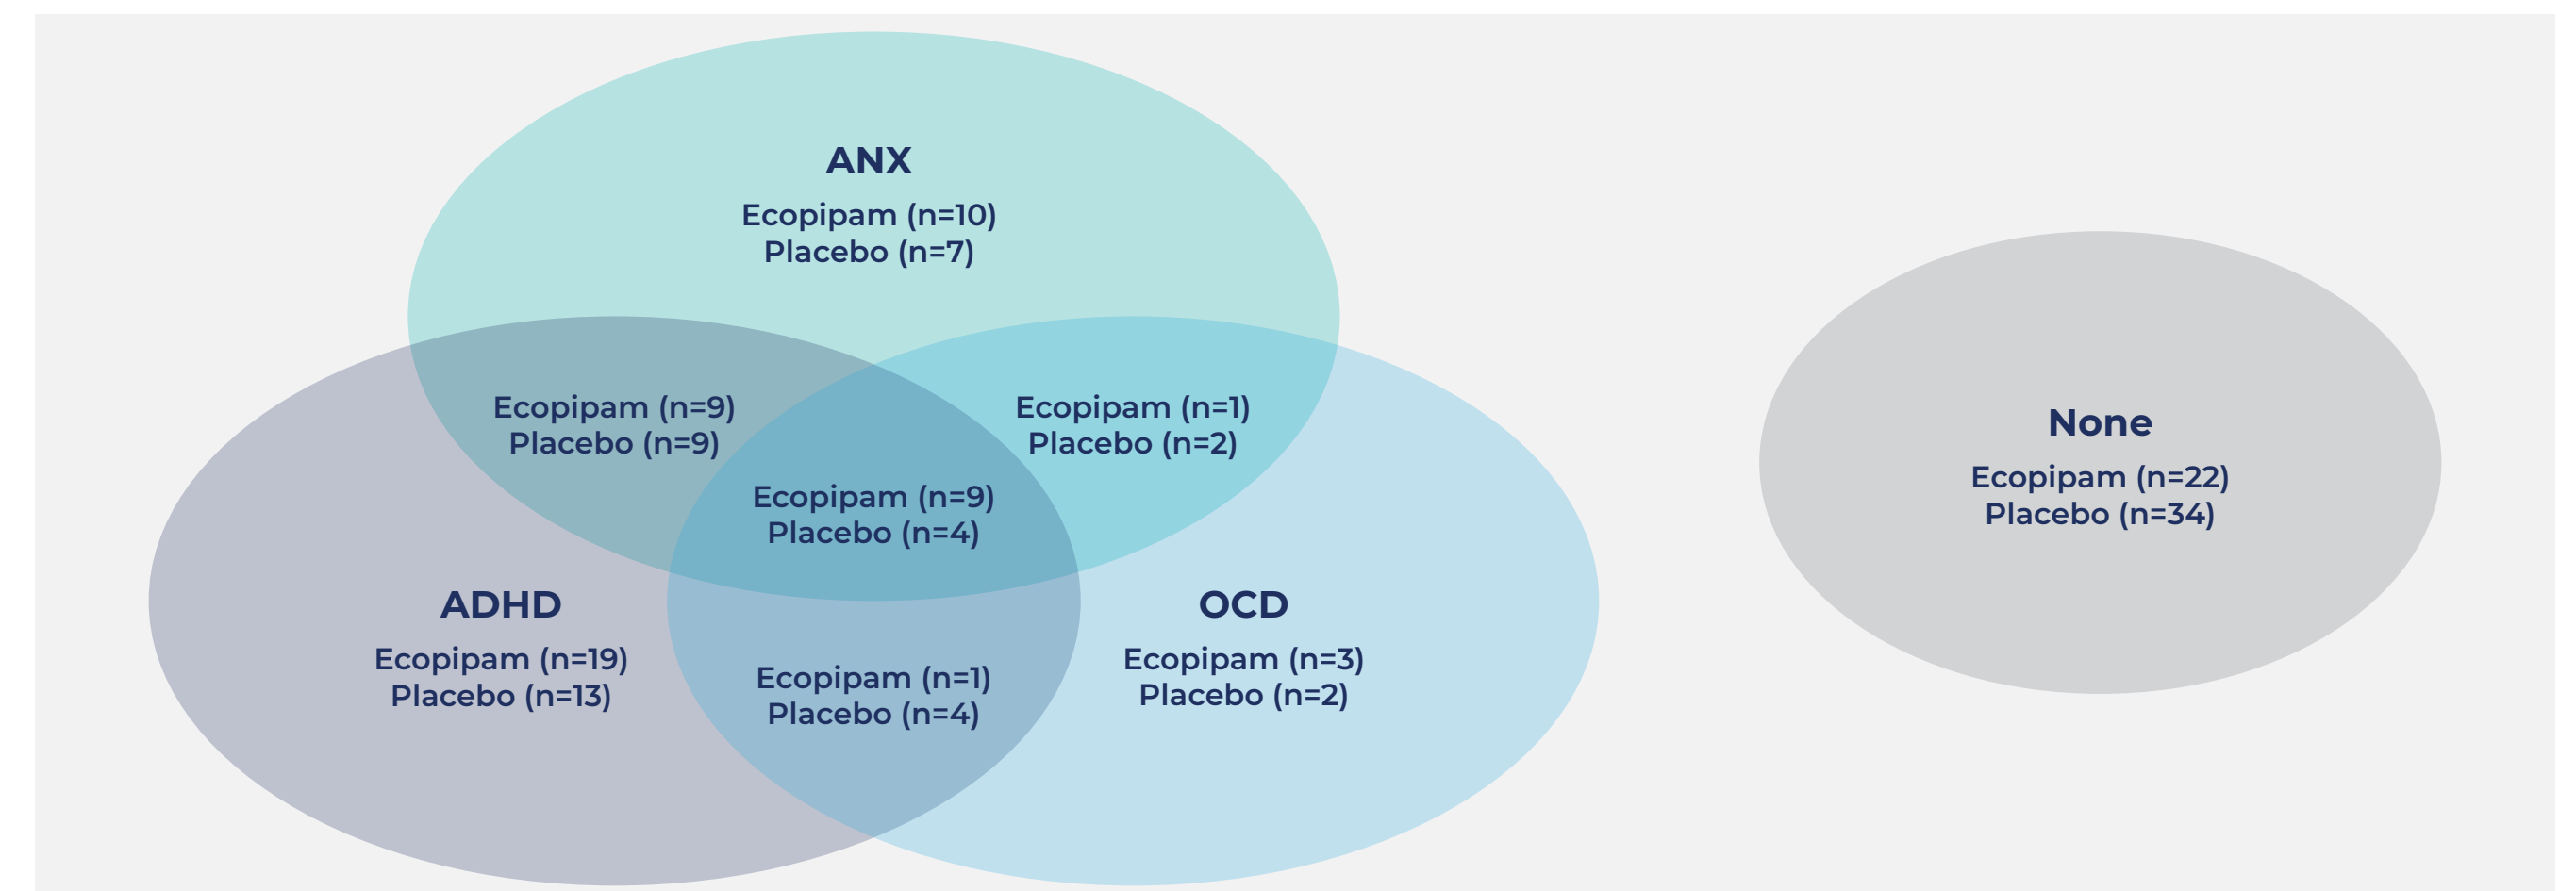 ANX
Ecopipam (n=10)
Placebo (n=7)
Ecopipam (n=9)
Placebo (n=9)
Ecopipam (n=1)
Placebo (n=2)
Ecopipam (n=9)
Placebo (n=4)
ADHD
Ecopipam (n=19)
Placebo (n=13)
Ecopipam (n=1)
Placebo (n=4)
OCD
Ecopipam (n=3)
Placebo (n=2)
None
Ecopipam (n=22)
Placebo (n=34)